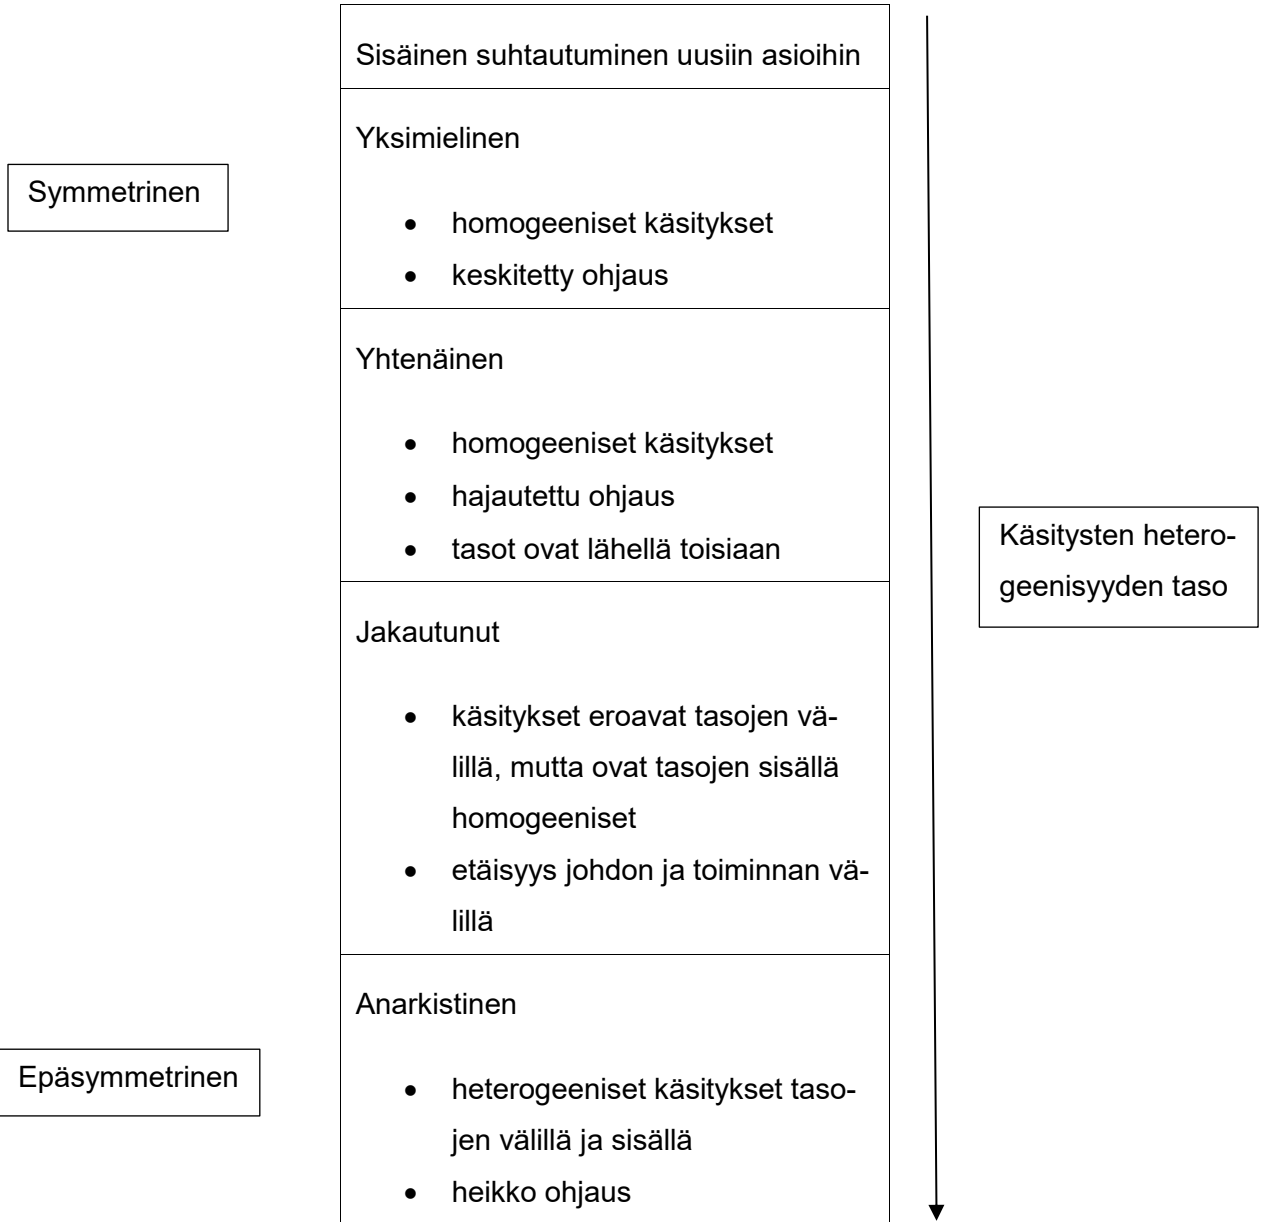 Sisäinen suhtautuminen uusiin asioihin
Yksimielinen
Symmetrinen
• homogeeniset käsitykset
• keskitetty ohjaus
Yhtenäinen
• homogeeniset käsitykset
• hajautettu ohjaus
• tasot ovat lähellä toisiaan
Käsitysten hetero-
geenisyyden taso
Jakautunut
• käsitykset eroavat tasojen vä-
lillä, mutta ovat tasojen sisällä
homogeeniset
• etäisyys johdon ja toiminnan vä-
lillä
Anarkistinen
Epäsymmetrinen
• heterogeeniset käsitykset taso-
jen välillä ja sisällä
• heikko ohjaus